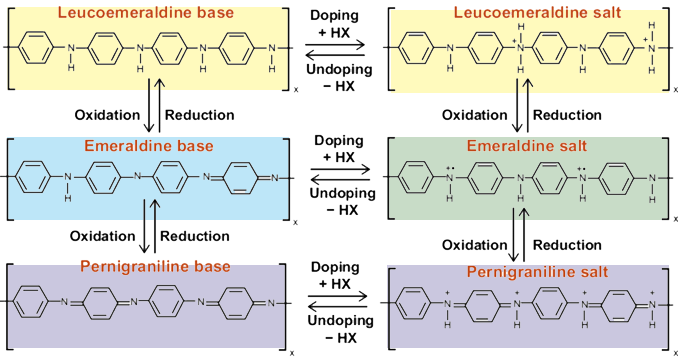 Leucoemeraldine base
Doping
+ HX
Undoping
− HX
Leucoemeraldine salt
N
H
N
H
N
H
N
H
x
N
H
H
+
N
H
N
H
H
+
N
H
x
Oxidation
Reduction
Oxidation
Reduction
Emeraldine base
Doping
+ HX
Undoping
− HX
Emeraldine salt
N
H
N
N
N
x
+•
N
H
N
H
+•
N
H
N
H
x
Oxidation
Reduction
Oxidation
Reduction
Pernigraniline base
Doping
+ HX
Undoping
− HX
Pernigraniline salt
N
N
N
N
x
+
N
H
+
N
H
+
N
H
+
N
H
x